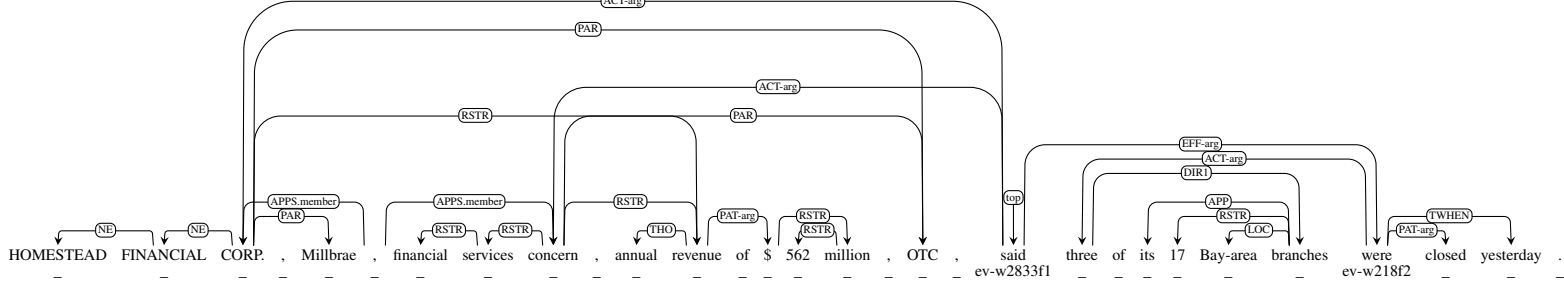 ACT-arg
PAR
ACT-arg
RSTR PAR
EFF-arg
ACT-arg
DIR1
top
APPS.member APPS.member RSTR APP
PAR PAT-arg RSTR RSTR TWHEN
NE NE RSTR RSTR THO RSTR LOC PAT-arg
HOMESTEAD FINANCIAL CORP. , Millbrae , financial services concern , annual revenue of $ 562 million , OTC , said three of its 17 Bay-area branches were closed yesterday .
_ _ _ _ _ _ _ _ _ _ _ _ _ _ _ _ _ _ _ ev-w2833f1 _ _ _ _ _ _ ev-w218f2 _ _ _